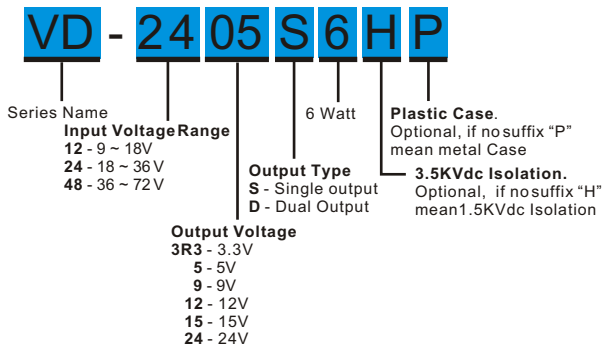 VD - 24 05 S 6 H P
Series Name
Input Voltage Range
12 - 9 ~ 18V
24 - 18 ~ 36V
48 - 36 ~ 72V
Output Voltage
3R3 - 3.3V
5 - 5V
9 - 9V
12 - 12V
15 - 15V
24 - 24V
Output Type
S - Single output
D - Dual Output
6 Watt
Plastic Case.
Optional, if no suffix “P”
mean metal Case
3.5KVdc Isolation.
Optional, if no suffix “H”
mean1.5KVdc Isolation